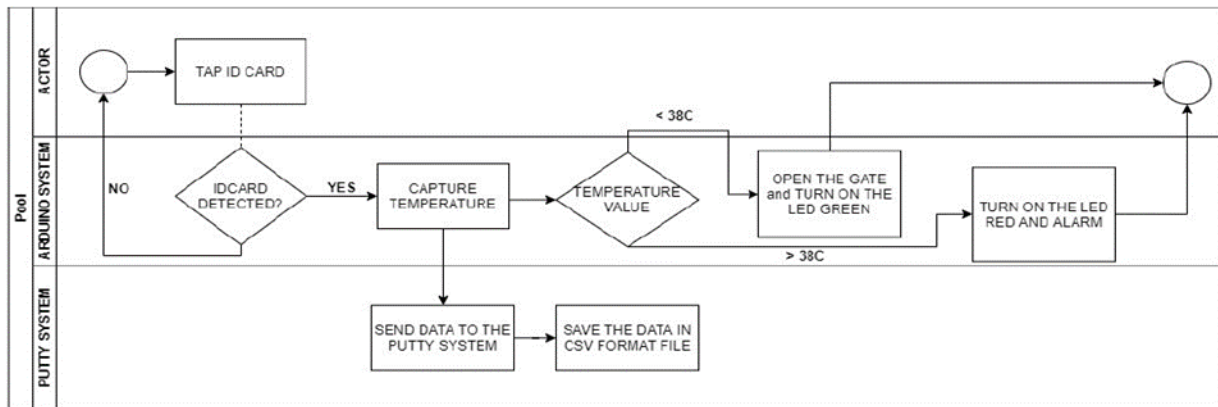 Pool
ACTOR
TAP ID CARD
ARDUINO SYSTEM
NO
IDCARD
DETECTED?
YES
CAPTURE
TEMPERATURE
TEMPERATURE
VALUE
< 38C
OPEN THE GATE
and TURN ON THE
LED GREEN
> 38C
TURN ON THE LED
RED AND ALARM
PUTTY SYSTEM
SEND DATA TO THE
PUTTY SYSTEM
SAVE THE DATA IN
CSV FORMAT FILE